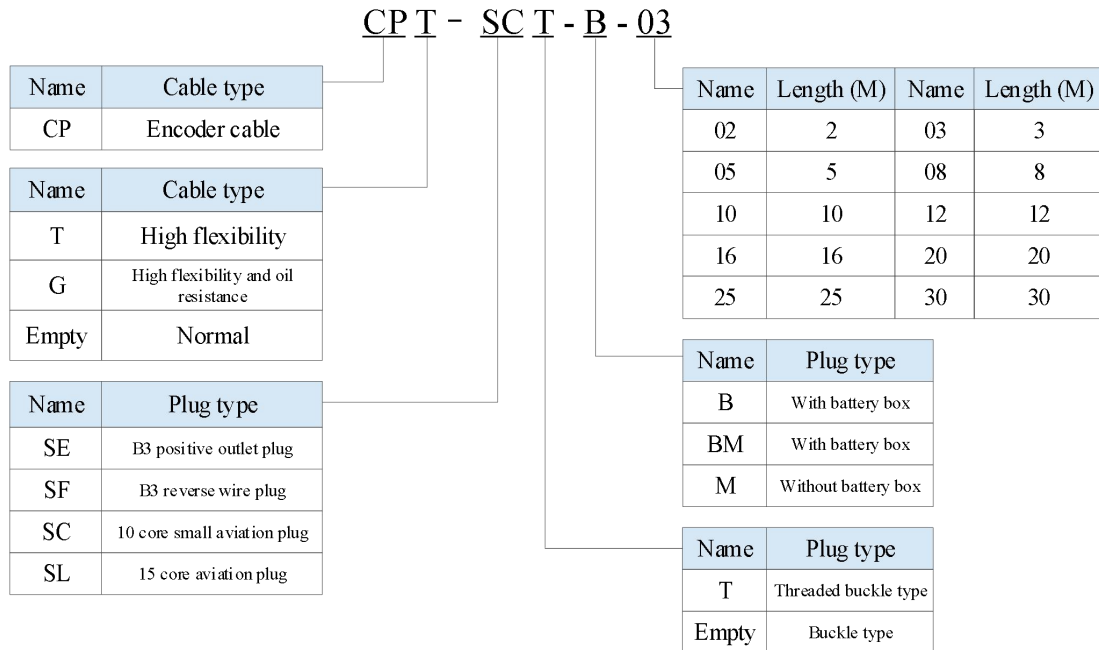 CP T - SC T - B - 03
Name Cable type
CP Encoder cable
Name Cable type
T High flexibility
G High flexibility and oil
resistance
Empty Normal
Name Plug type
SE B3 positive outlet plug
SF B3 reverse wire plug
SC 10 core small aviation plug
SL 15 core aviation plug
Name Length (M) Name Length (M)
02 2 03 3
05 5 08 8
10 10 12 12
16 16 20 20
25 25 30 30
Name Plug type
B With battery box
BM With battery box
M Without battery box
Name Plug type
T Threaded buckle type
Empty Buckle type